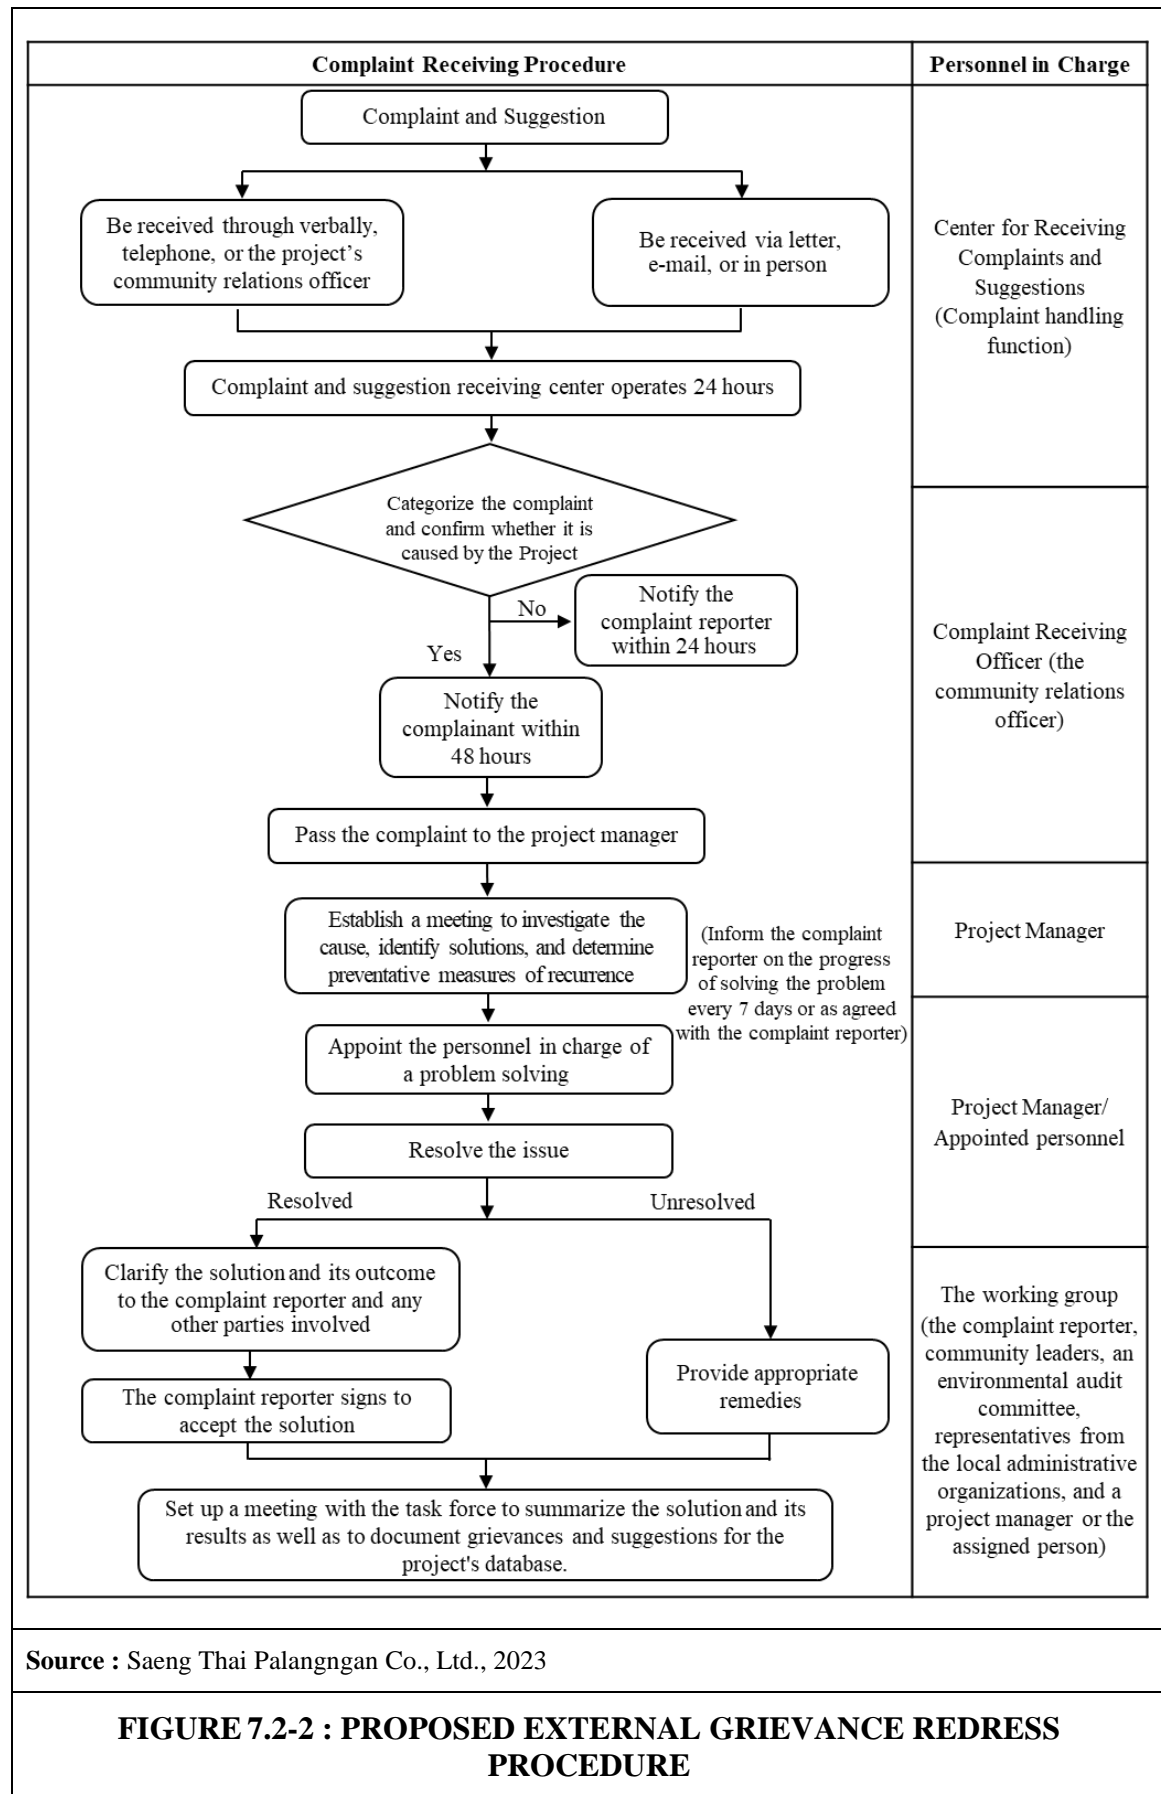 Complaint Receiving Procedure
Personnel in Charge
Complaint and Suggestion
Be received through verbally,
telephone, or the project's
community relations officer
Be received via letter,
e-mail, or in person
Center for Receiving
Complaints and
Suggestions
(Complaint handling
function)
Complaint and suggestion receiving center operates 24 hours
Categorize the complaint
and confirm whether it is
caused by the Project
No
Notify the
complaint reporter
within 24 hours
Yes
Notify the
complainant within
48 hours
Complaint Receiving
Officer (the
community relations
officer)
Pass the complaint to the project manager
Establish a meeting to investigate the
cause, identify solutions, and determine
preventative measures of recurrence
(Inform the complaint
reporter on the progress
of solving the problem
every 7 days or as agreed
with the complaint reporter)
Project Manager
Appoint the personnel in charge of
a problem solving
Resolve the issue
Project Manager/
Appointed personnel
Resolved
Unresolved
Clarify the solution and its outcome
to the complaint reporter and any
other parties involved
The complaint reporter signs to
accept the solution
Provide appropriate
remedies
The working group
(the complaint reporter,
community leaders, an
environmental audit
committee,
representatives from
the local administrative
organizations, and a
project manager or the
assigned person)
Set up a meeting with the task force to summarize the solution and its
results as well as to document grievances and suggestions for the
project's database.
Source : Saeng Thai Palangngan Co., Ltd., 2023
FIGURE 7.2-2 : PROPOSED EXTERNAL GRIEVANCE REDRESS
PROCEDURE